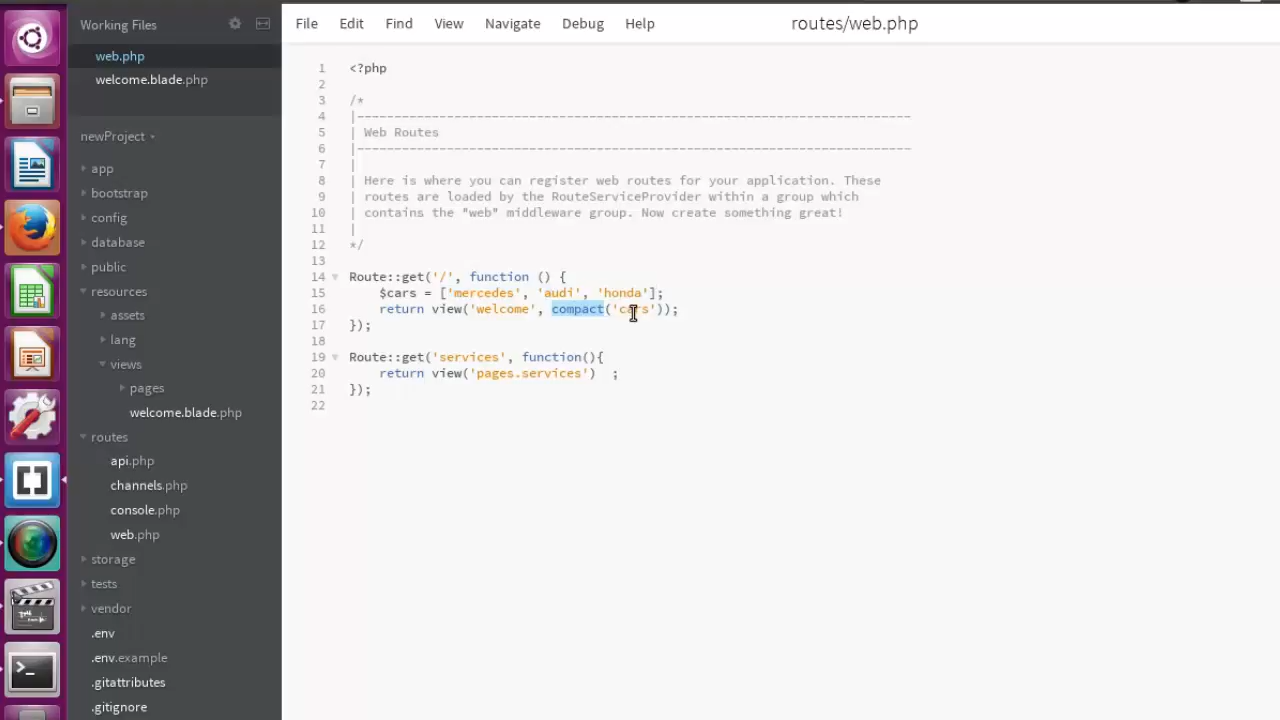 Working Files
web.php
welcome.blade.php
newProject
app
bootstrap
config
database
public
resources
assets
lang
views
pages
welcome.blade.php
routes
api.php
channels.php
console.php
web.php
storage
tests
vendor
.env
.env.example
.gitattributes
.gitignore
File Edit Find View Navigate Debug Help
routes/web.php
1 <?php
2
3 /*
4 |--------------------------------------------------------------------------
5 | Web Routes
6 |--------------------------------------------------------------------------
7 |
8 | Here is where you can register web routes for your application. These
9 | routes are loaded by the RouteServiceProvider within a group which
10 | contains the "web" middleware group. Now create something great!
11 |
12 */
13
14 Route::get('/', function () {
15 $cars = ['mercedes', 'audi', 'honda'];
16 return view('welcome', compact('cars'));
17 });
18
19 Route::get('services', function(){
20 return view('pages.services')  ;
21 });
22